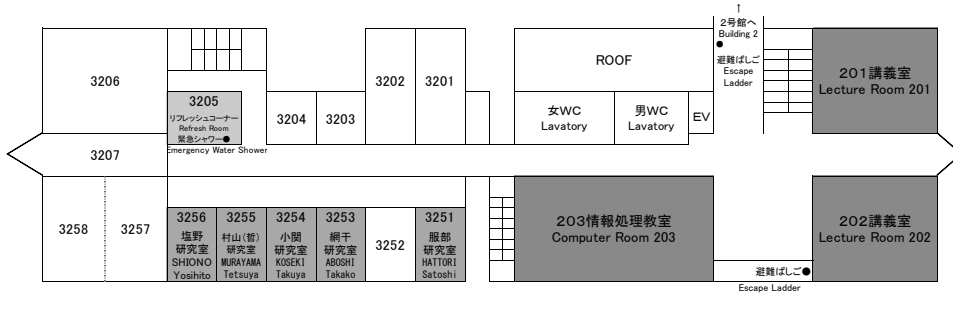 ↑
2号館へ
Building 2
●
避難ばしご
Escape
Ladder
3206
3205
リフレッシュコーナー
Refresh Room
緊急シャワー●
Emergency Water Shower
3204
3203
3202
3201
ROOF
女WC
Lavatory
男WC
Lavatory
EV
201講義室
Lecture Room 201
3207
3258
3257
3256
塩野
研究室
SHIONO
Yosihito
3255
村山(哲)
研究室
MURAYAMA
Tetsuya
3254
小関
研究室
KOSEKI
Takuya
3253
網干
研究室
ABOSHI
Takako
3252
3251
服部
研究室
HATTORI
Satoshi
203情報処理教室
Computer Room 203
202講義室
Lecture Room 202
避難ばしご●
Escape Ladder